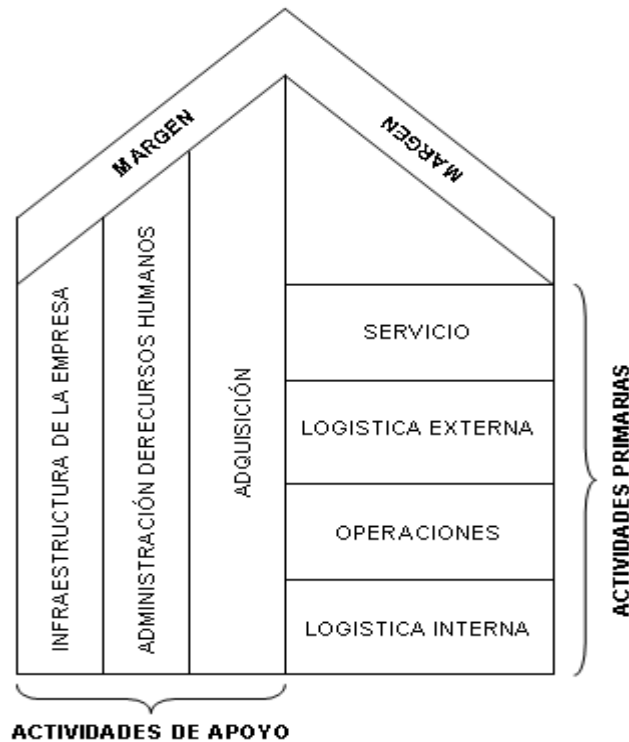 MARGEN
MARGEN
INFRAESTRUCTURA DE LA EMPRESA
ADMINISTRACIÓN DERECURSOS HUMANOS
ADQUISICIÓN
SERVICIO
LOGISTICA EXTERNA
OPERACIONES
LOGISTICA INTERNA
ACTIVIDADES PRIMARIAS
ACTIVIDADES DE APOYO